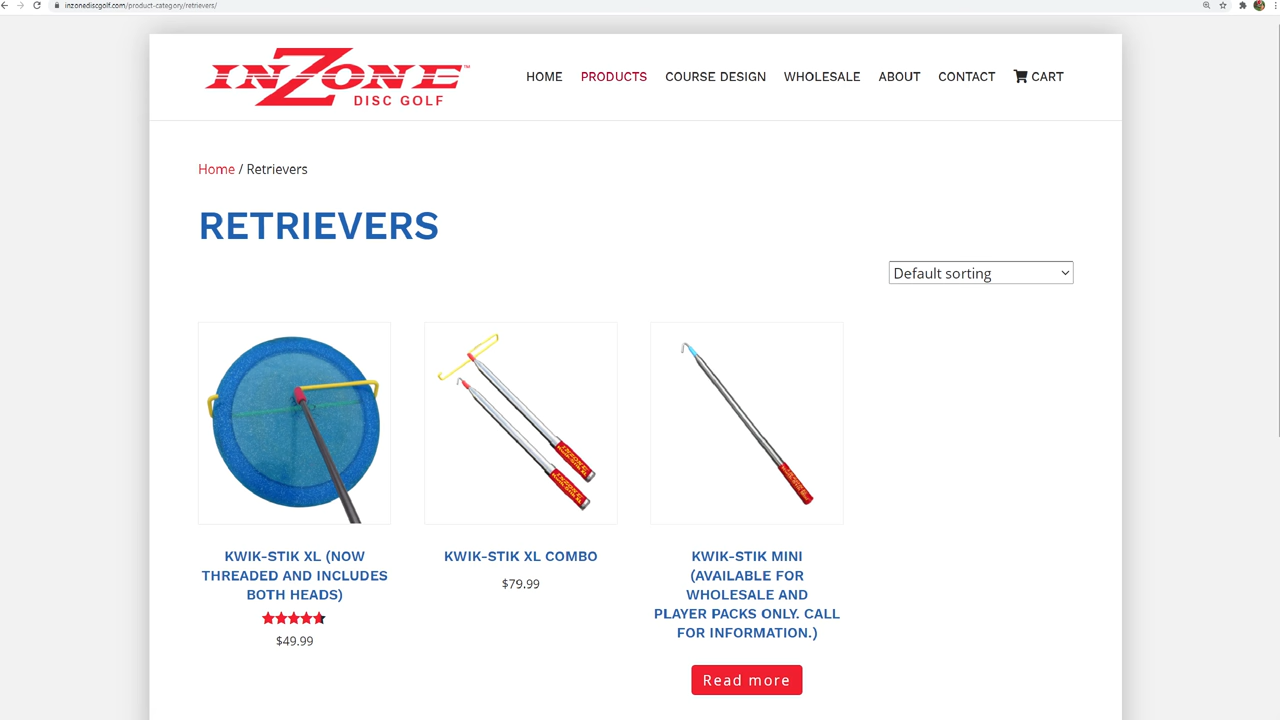 inzonediscgolf.com/product-category/retrievers/
INZONE™
DISC GOLF
HOME PRODUCTS COURSE DESIGN WHOLESALE ABOUT CONTACT CART
Home / Retrievers
RETRIEVERS
Default sorting
KWIK-STIK XL (NOW
THREADED AND INCLUDES
BOTH HEADS)
$49.99
KWIK-STIK XL COMBO
$79.99
KWIK-STIK MINI
(AVAILABLE FOR
WHOLESALE AND
PLAYER PACKS ONLY. CALL
FOR INFORMATION.)
Read more